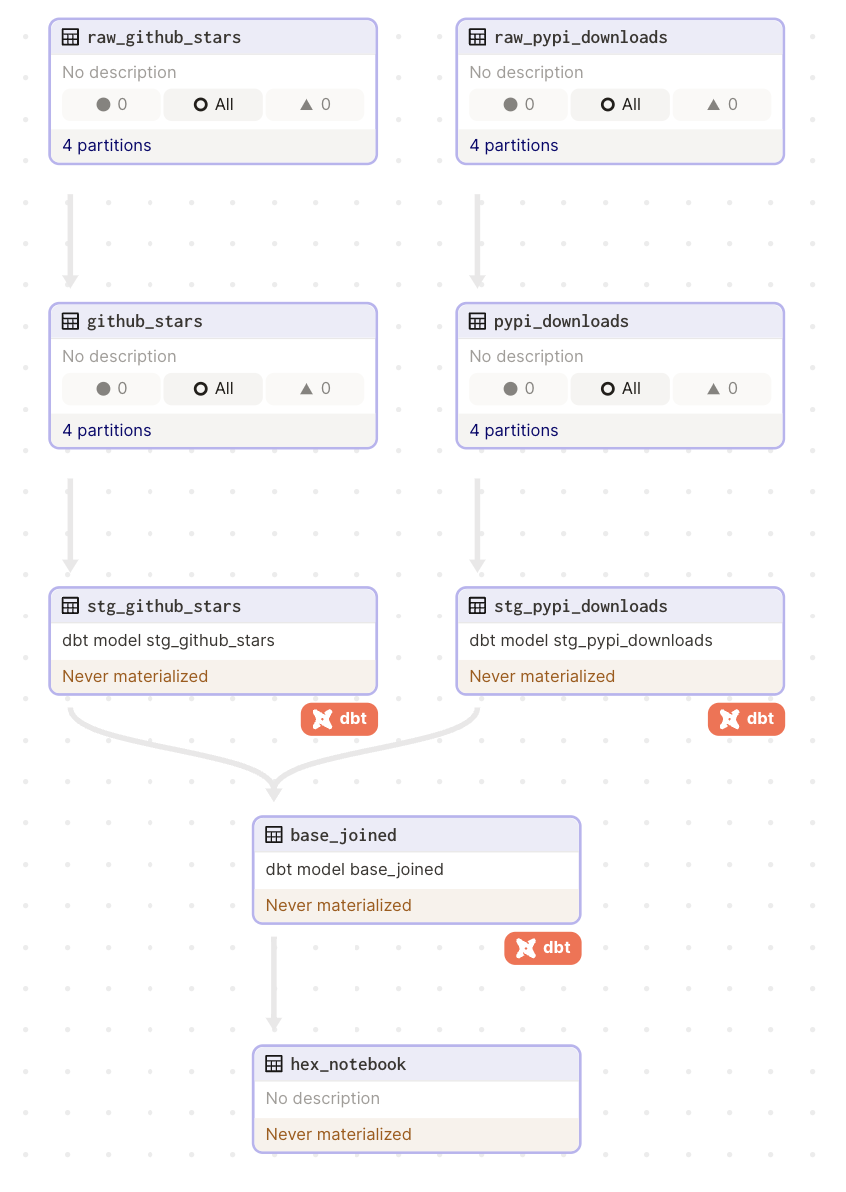 raw_github_stars
No description
0 All 0
4 partitions
raw_pypi_downloads
No description
0 All 0
4 partitions
github_stars
No description
0 All 0
4 partitions
pypi_downloads
No description
0 All 0
4 partitions
stg_github_stars
dbt model stg_github_stars
Never materialized
dbt
stg_pypi_downloads
dbt model stg_pypi_downloads
Never materialized
dbt
base_joined
dbt model base_joined
Never materialized
dbt
hex_notebook
No description
Never materialized